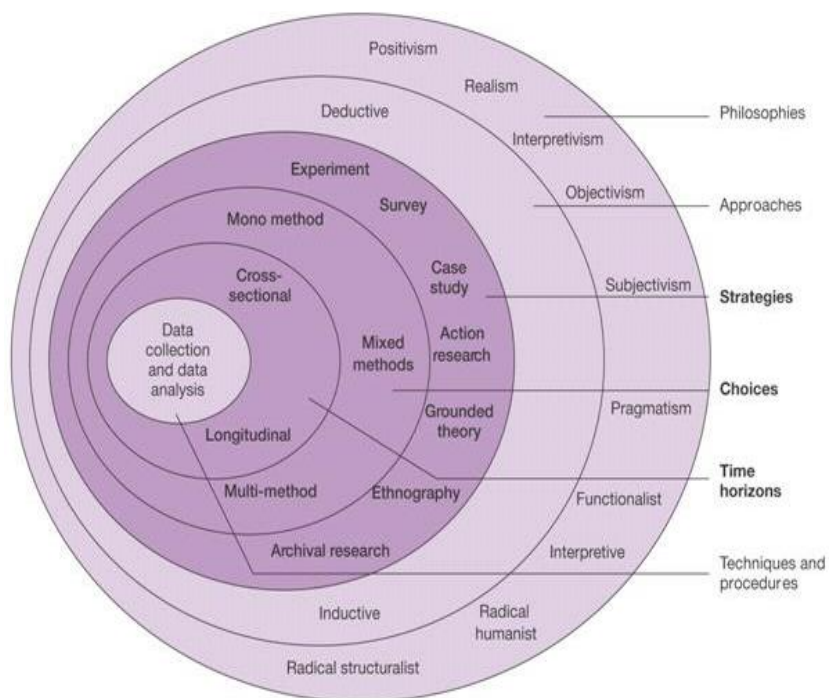 Positivism
Realism
Philosophies
Deductive
Interpretivism
Experiment
Objectivism
Approaches
Survey
Mono method
Case
study
Subjectivism
Strategies
Cross-
sectional
Data
collection
and data
analysis
Mixed
methods
Action
research
Choices
Grounded
theory
Pragmatism
Longitudinal
Time
horizons
Multi-method
Ethnography
Functionalist
Archival research
Interpretive
Techniques and
procedures
Inductive
Radical
humanist
Radical structuralist